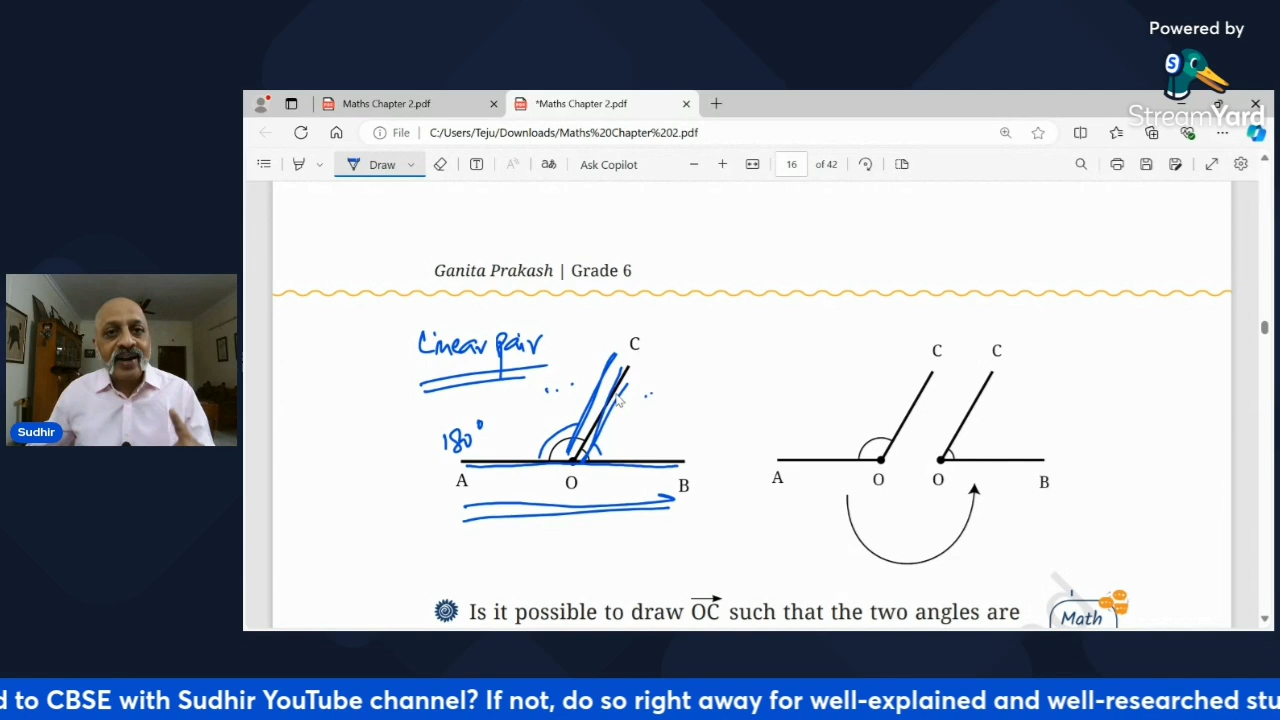 Powered by
S
StreamYard
Maths Chapter 2.pdf
*Maths Chapter 2.pdf
File
C:/Users/Teju/Downloads/Maths%20Chapter%202.pdf
Draw
Ask Copilot
16
of 42
Ganita Prakash | Grade 6
Linear pair
C
180°
A
O
B
C
C
A
O
O
B
Is it possible to draw OC such that the two angles are
Math
Sudhir
d to CBSE with Sudhir YouTube channel? If not, do so right away for well-explained and well-researched stu